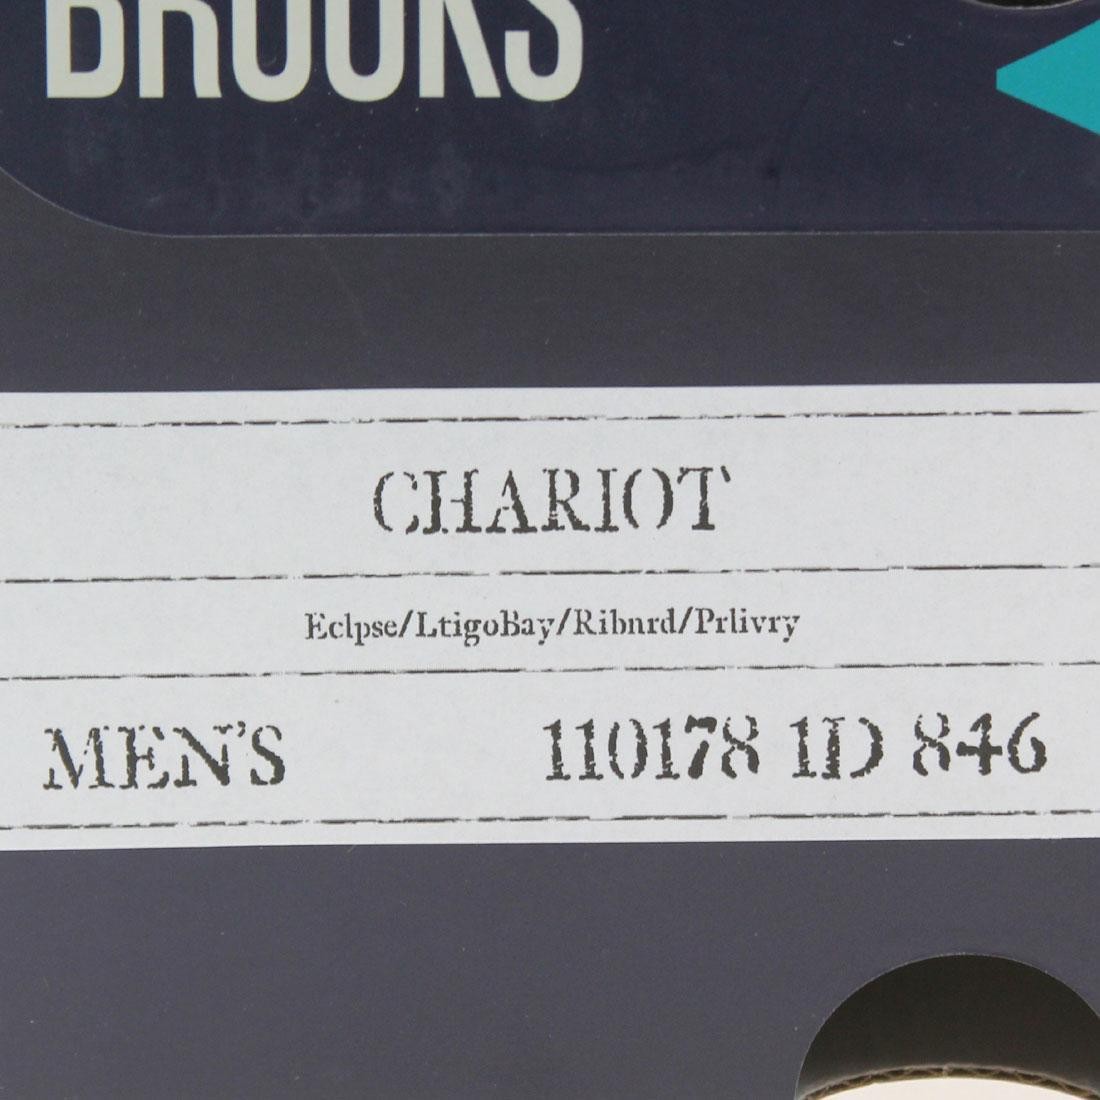 BROOKS
CHARIOT
Eclpse/LtigoBay/Ribnrd/Prlivry
MEN'S 110178 1D 846